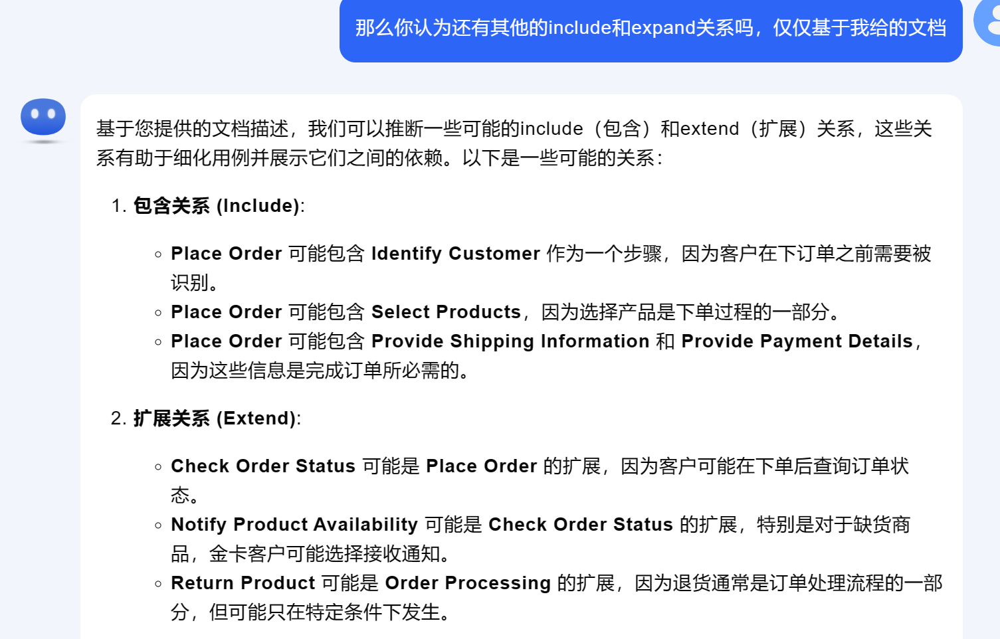 那么你认为还有其他的include和expand关系吗，仅仅基于我给的文档
基于您提供的文档描述，我们可以推断一些可能的include（包含）和extend（扩展）关系，这些关
系有助于细化用例并展示它们之间的依赖。以下是一些可能的关系：
1. 包含关系 (Include):
Place Order 可能包含 Identify Customer 作为一个步骤，因为客户在下订单之前需要被
识别。
Place Order 可能包含 Select Products，因为选择产品是下单过程的一部分。
Place Order 可能包含 Provide Shipping Information 和 Provide Payment Details，
因为这些信息是完成订单所必需的。
2. 扩展关系 (Extend):
Check Order Status 可能是 Place Order 的扩展，因为客户可能在下单后查询订单状
态。
Notify Product Availability 可能是 Check Order Status 的扩展，特别是对于缺货商
品，金卡客户可能选择接收通知。
Return Product 可能是 Order Processing 的扩展，因为退货通常是订单处理流程的一部
分，但可能只在特定条件下发生。